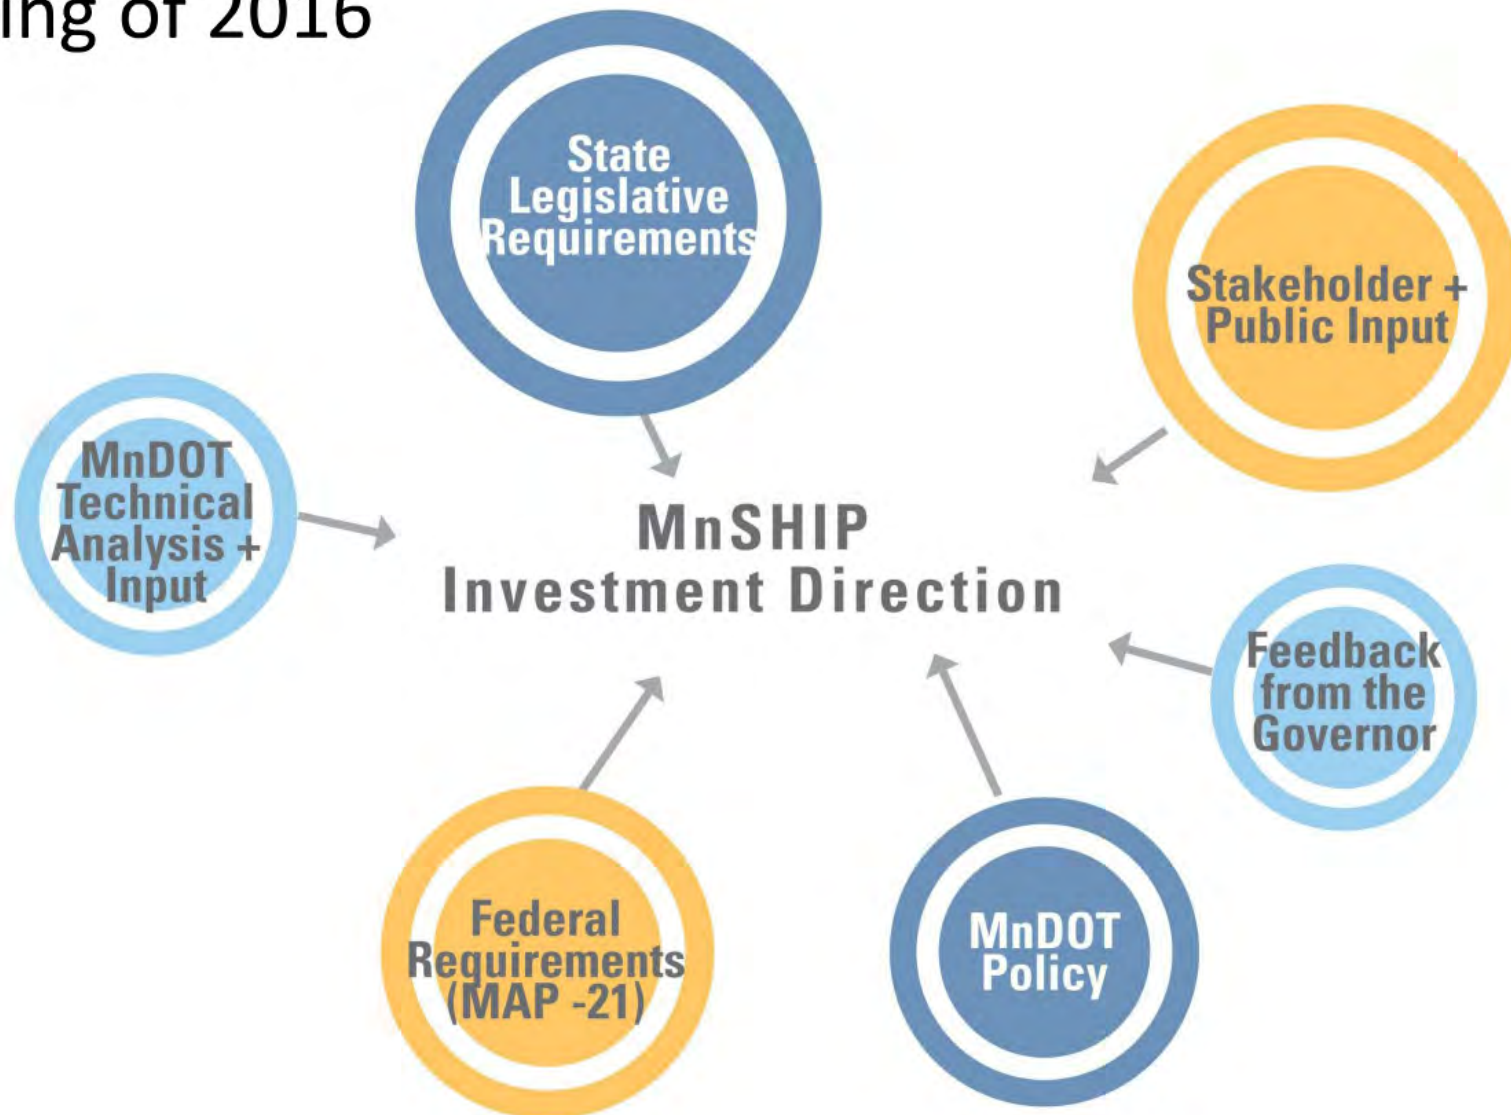 ing of 2016
State
Legislative
Requirements
Stakeholder +
Public Input
MnDOT
Technical
Analysis +
Input
MnSHIP
Investment Direction
Feedback
from the
Governor
Federal
Requirements
(MAP -21)
MnDOT
Policy